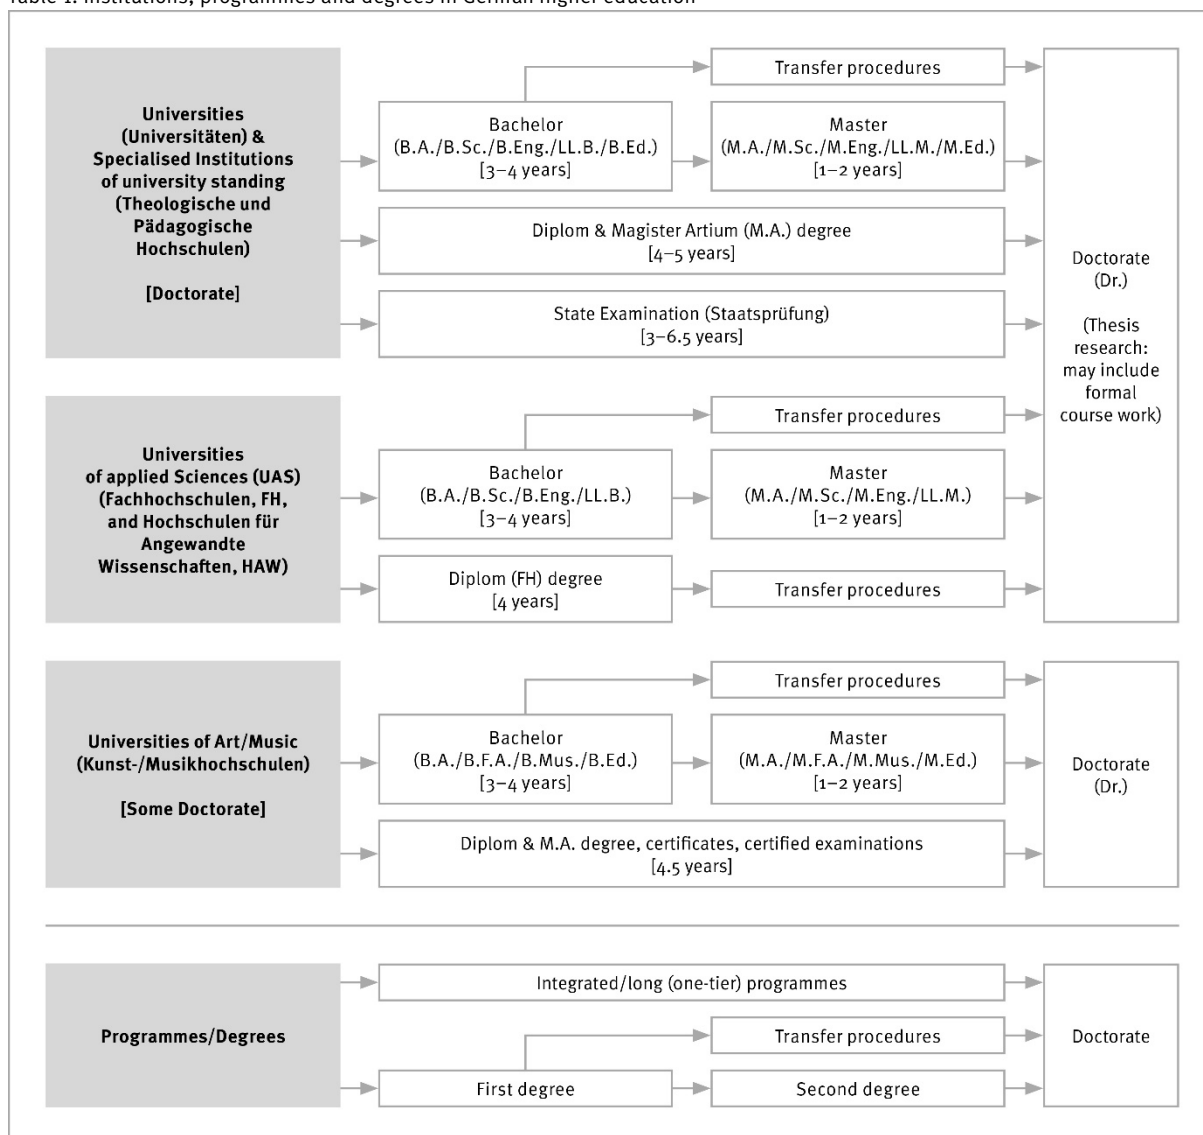 Table 1: Institutions, programmes and degrees in German higher education
Universities
(Universitäten) &
Specialised Institutions
of university standing
(Theologische und
Pädagogische
Hochschulen)
[Doctorate]
Transfer procedures
Bachelor
(B.A./B.Sc./B.Eng./LL.B./B.Ed.)
[3–4 years]
Master
(M.A./M.Sc./M.Eng./LL.M./M.Ed.)
[1–2 years]
Diplom & Magister Artium (M.A.) degree
[4–5 years]
State Examination (Staatsprüfung)
[3–6.5 years]
Doctorate
(Dr.)
(Thesis
research:
may include
formal
course work)
Universities
of applied Sciences (UAS)
(Fachhochschulen, FH,
and Hochschulen für
Angewandte
Wissenschaften, HAW)
Transfer procedures
Bachelor
(B.A./B.Sc./B.Eng./LL.B.)
[3–4 years]
Master
(M.A./M.Sc./M.Eng./LL.M.)
[1–2 years]
Diplom (FH) degree
[4 years]
Transfer procedures
Universities of Art/Music
(Kunst-/Musikhochschulen)
[Some Doctorate]
Transfer procedures
Bachelor
(B.A./B.F.A./B.Mus./B.Ed.)
[3–4 years]
Master
(M.A./M.F.A./M.Mus./M.Ed.)
[1–2 years]
Diplom & M.A. degree, certificates, certified examinations
[4.5 years]
Doctorate
(Dr.)
Programmes/Degrees
Integrated/long (one-tier) programmes
Transfer procedures
First degree
Second degree
Doctorate